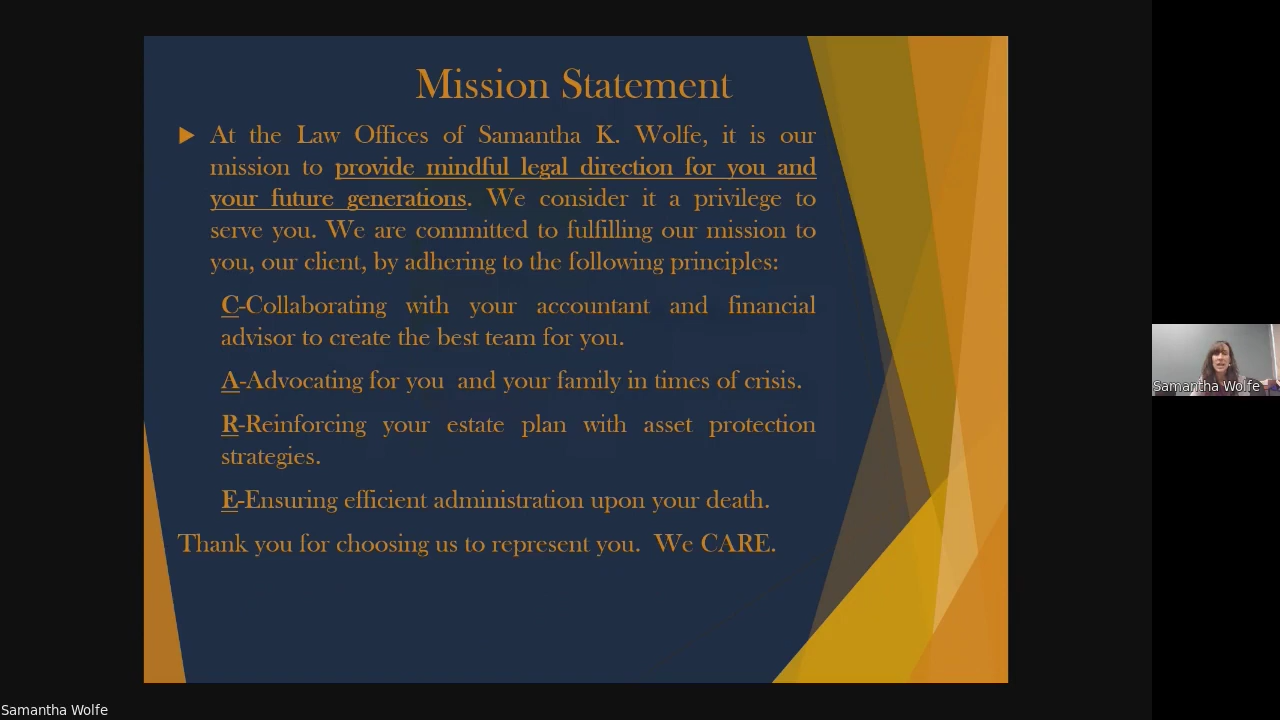 Mission Statement
At the Law Offices of Samantha K. Wolfe, it is our
mission to provide mindful legal direction for you and
your future generations. We consider it a privilege to
serve you. We are committed to fulfilling our mission to
you, our client, by adhering to the following principles:
C-Collaborating with your accountant and financial
advisor to create the best team for you.
A-Advocating for you  and your family in times of crisis.
R-Reinforcing your estate plan with asset protection
strategies.
E-Ensuring efficient administration upon your death.
Thank you for choosing us to represent you.  We CARE.
Samantha Wolfe
Samantha Wolfe